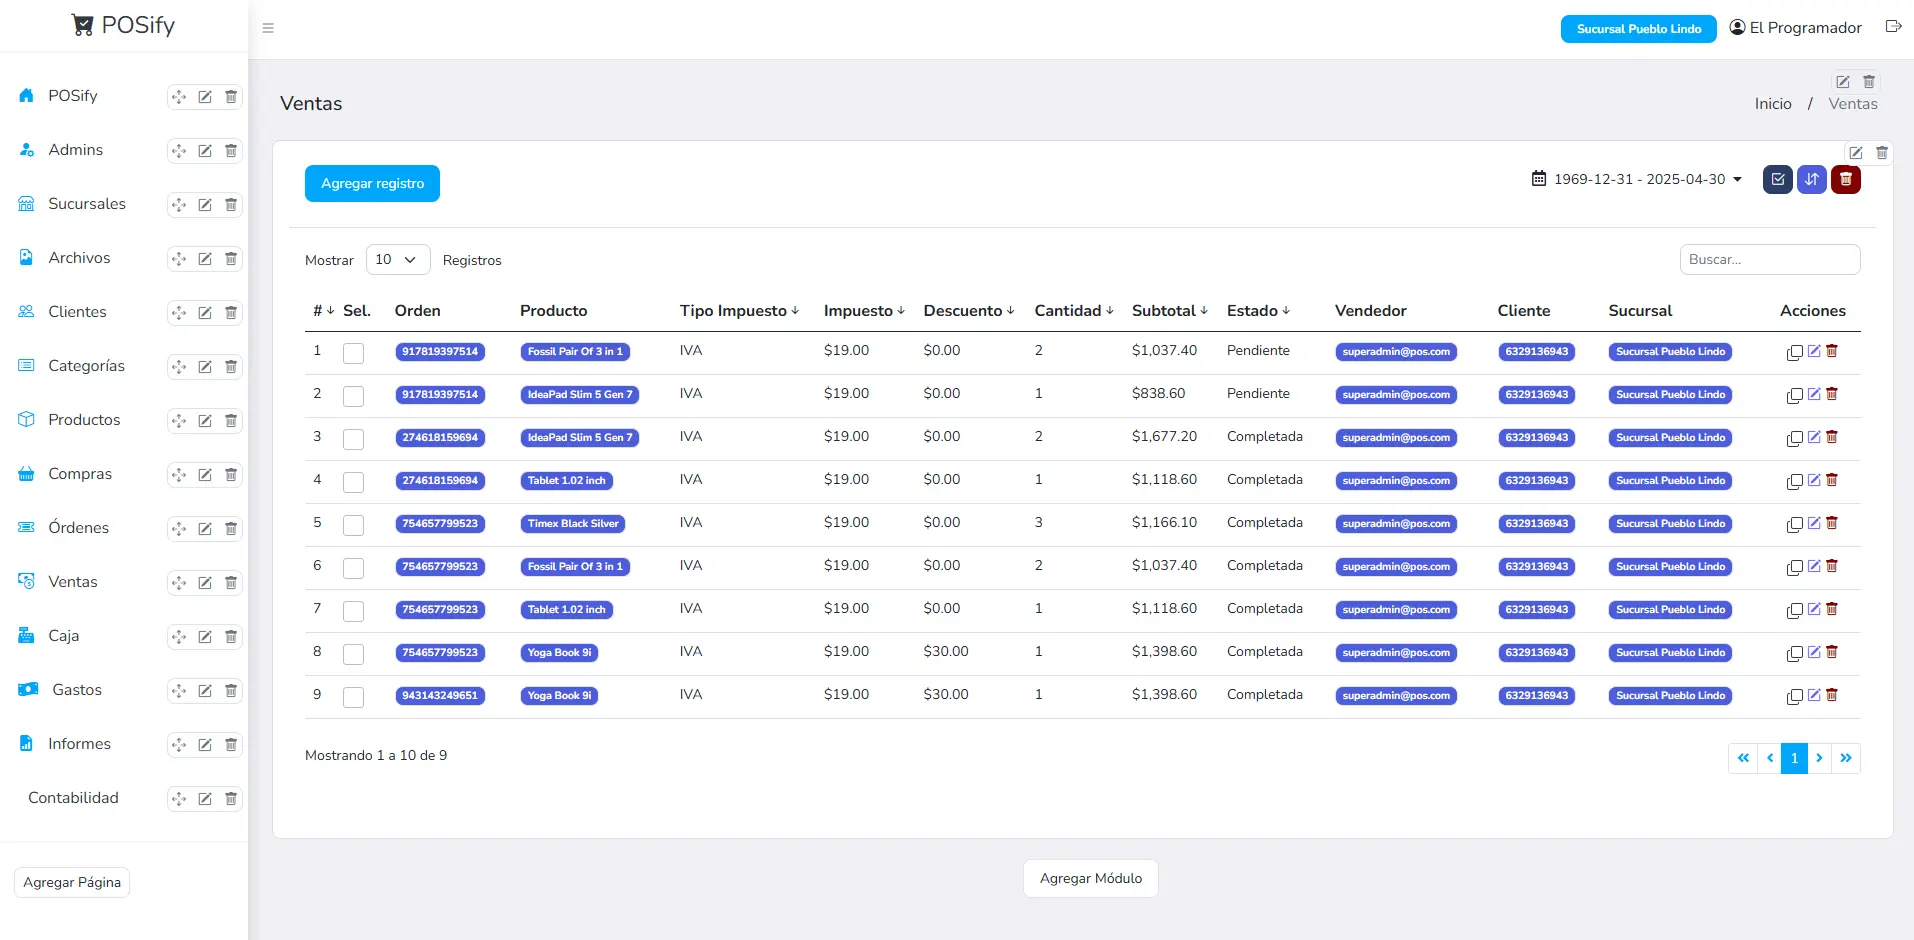 POSify
Sucursal Pueblo Lindo
El Programador
POSify
Admins
Sucursales
Archivos
Clientes
Categorías
Productos
Compras
Órdenes
Ventas
Caja
Gastos
Informes
Contabilidad
Agregar Página
Ventas
Inicio / Ventas
Agregar registro
1969-12-31 - 2025-04-30
Mostrar 10 Registros
Buscar...
# Sel. Orden Producto Tipo Impuesto Impuesto Descuento Cantidad Subtotal Estado Vendedor Cliente Sucursal Acciones
1 917819397514 Fossil Pair Of 3 in 1 IVA $19.00 $0.00 2 $1,037.40 Pendiente superadmin@pos.com 6329136943 Sucursal Pueblo Lindo
2 917819397514 IdeaPad Slim 5 Gen 7 IVA $19.00 $0.00 1 $838.60 Pendiente superadmin@pos.com 6329136943 Sucursal Pueblo Lindo
3 274618159694 IdeaPad Slim 5 Gen 7 IVA $19.00 $0.00 2 $1,677.20 Completada superadmin@pos.com 6329136943 Sucursal Pueblo Lindo
4 274618159694 Tablet 1.02 inch IVA $19.00 $0.00 1 $1,118.60 Completada superadmin@pos.com 6329136943 Sucursal Pueblo Lindo
5 754657799523 Timex Black Silver IVA $19.00 $0.00 3 $1,166.10 Completada superadmin@pos.com 6329136943 Sucursal Pueblo Lindo
6 754657799523 Fossil Pair Of 3 in 1 IVA $19.00 $0.00 2 $1,037.40 Completada superadmin@pos.com 6329136943 Sucursal Pueblo Lindo
7 754657799523 Tablet 1.02 inch IVA $19.00 $0.00 1 $1,118.60 Completada superadmin@pos.com 6329136943 Sucursal Pueblo Lindo
8 754657799523 Yoga Book 9i IVA $19.00 $30.00 1 $1,398.60 Completada superadmin@pos.com 6329136943 Sucursal Pueblo Lindo
9 943143249651 Yoga Book 9i IVA $19.00 $30.00 1 $1,398.60 Completada superadmin@pos.com 6329136943 Sucursal Pueblo Lindo
Mostrando 1 a 10 de 9
« ‹ 1 › »
Agregar Módulo